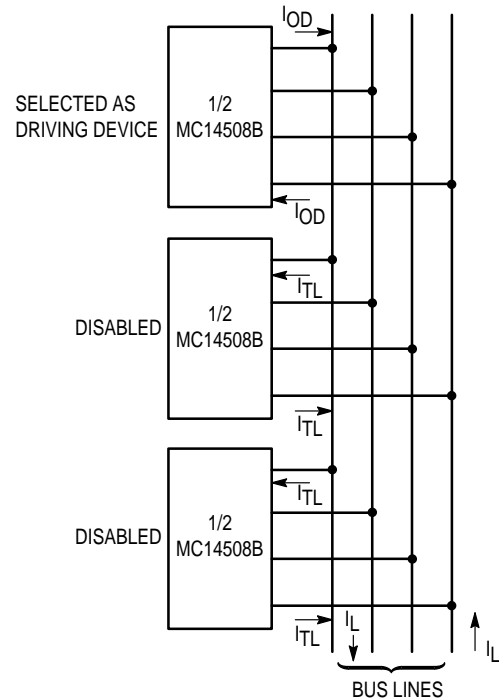 IOD
SELECTED AS
DRIVING DEVICE
1/2
MC14508B
IOD
DISABLED
1/2
MC14508B
ITL
ITL
DISABLED
1/2
MC14508B
ITL
ITL
IL
IL
BUS LINES